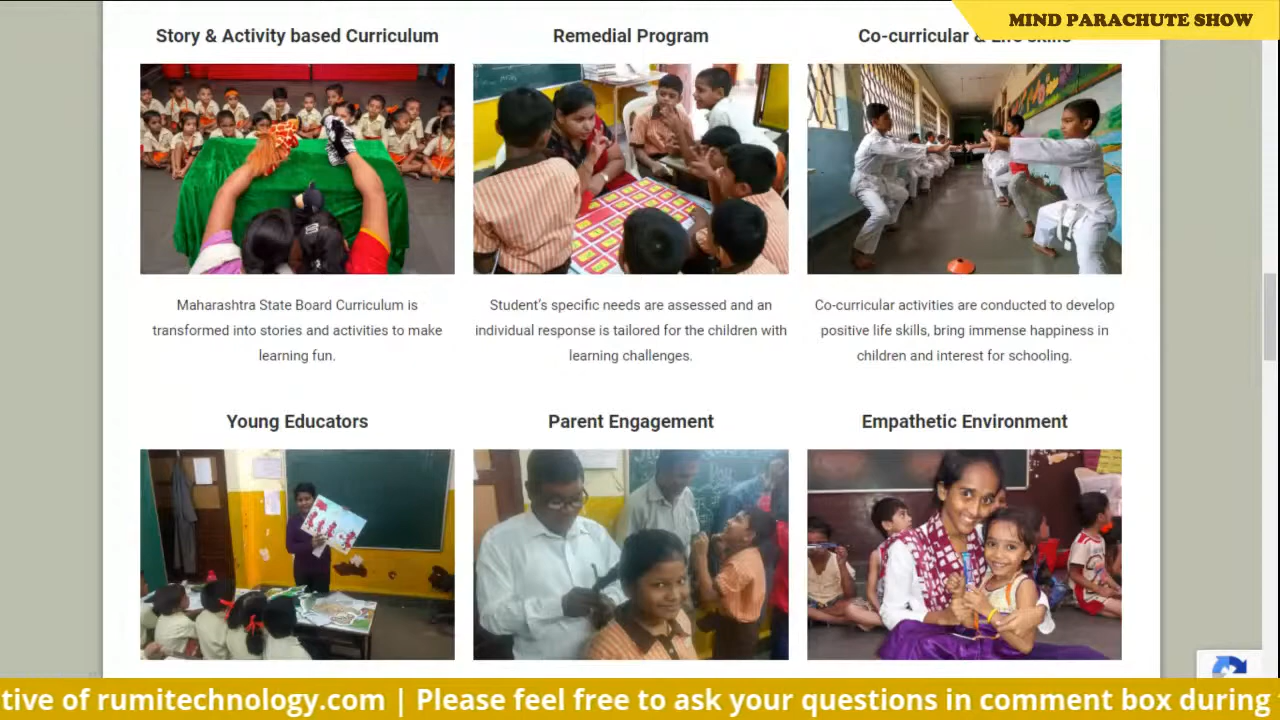 MIND PARACHUTE SHOW
Story & Activity based Curriculum
Remedial Program
Co-curricular & Life skills
Maharashtra State Board Curriculum is
transformed into stories and activities to make
learning fun.
Student's specific needs are assessed and an
individual response is tailored for the children with
learning challenges.
Co-curricular activities are conducted to develop
positive life skills, bring immense happiness in
children and interest for schooling.
Young Educators
Parent Engagement
Empathetic Environment
tive of rumitechnology.com | Please feel free to ask your questions in comment box during